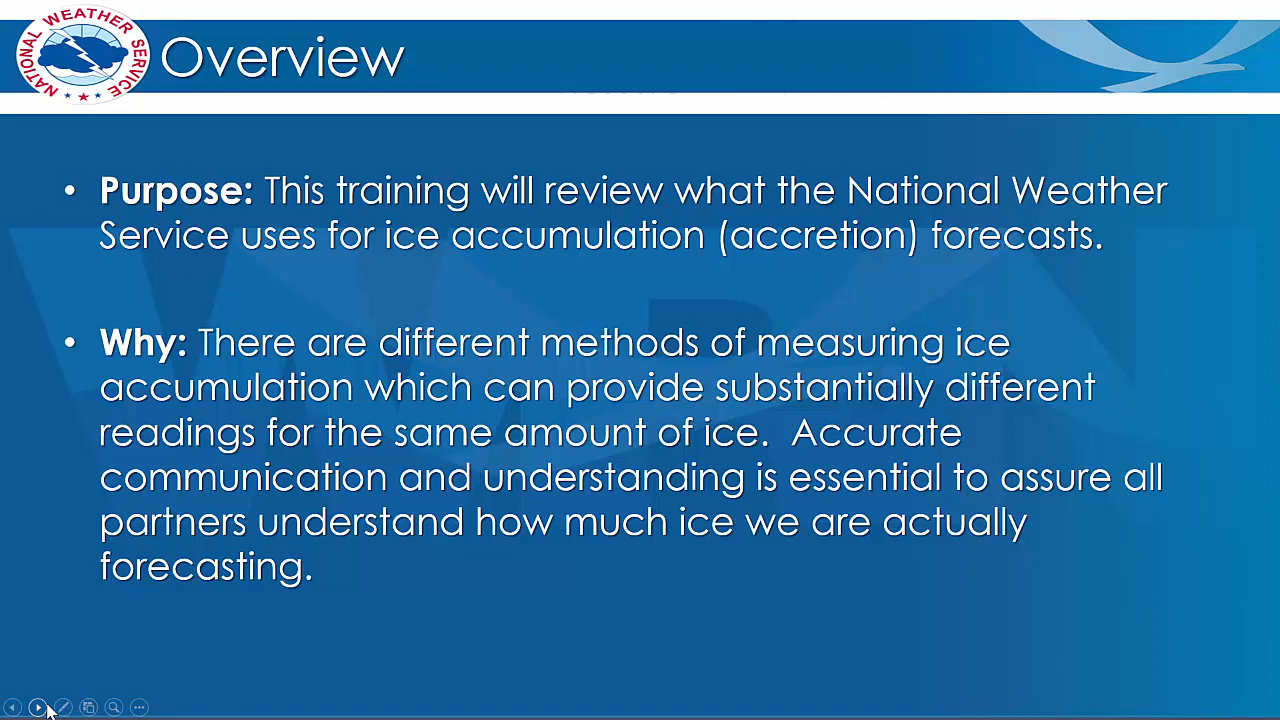 NATIONAL WEATHER SERVICE
Overview
• Purpose: This training will review what the National Weather
Service uses for ice accumulation (accretion) forecasts.
• Why: There are different methods of measuring ice
accumulation which can provide substantially different
readings for the same amount of ice.  Accurate
communication and understanding is essential to assure all
partners understand how much ice we are actually
forecasting.